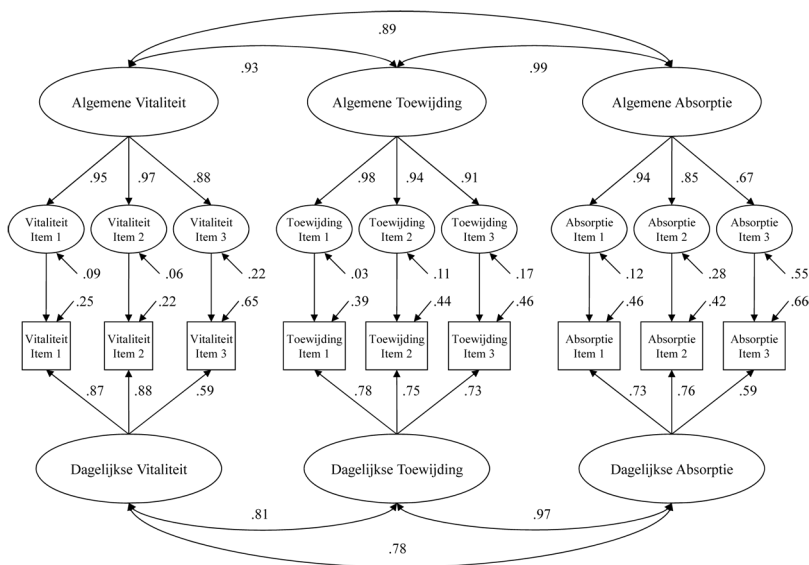 .89
.93
.99
Algemene Vitaliteit
Algemene Toewijding
Algemene Absorptie
.95
.97
.88
.98
.94
.91
.94
.85
.67
Vitaliteit
Item 1
Vitaliteit
Item 2
Vitaliteit
Item 3
Toewijding
Item 1
Toewijding
Item 2
Toewijding
Item 3
Absorptie
Item 1
Absorptie
Item 2
Absorptie
Item 3
.09
.06
.22
.03
.11
.17
.12
.28
.55
.25
.22
.65
.39
.44
.46
.46
.42
.66
Vitaliteit
Item 1
Vitaliteit
Item 2
Vitaliteit
Item 3
Toewijding
Item 1
Toewijding
Item 2
Toewijding
Item 3
Absorptie
Item 1
Absorptie
Item 2
Absorptie
Item 3
.87
.88
.59
.78
.75
.73
.73
.76
.59
Dagelijkse Vitaliteit
Dagelijkse Toewijding
Dagelijkse Absorptie
.81
.97
.78